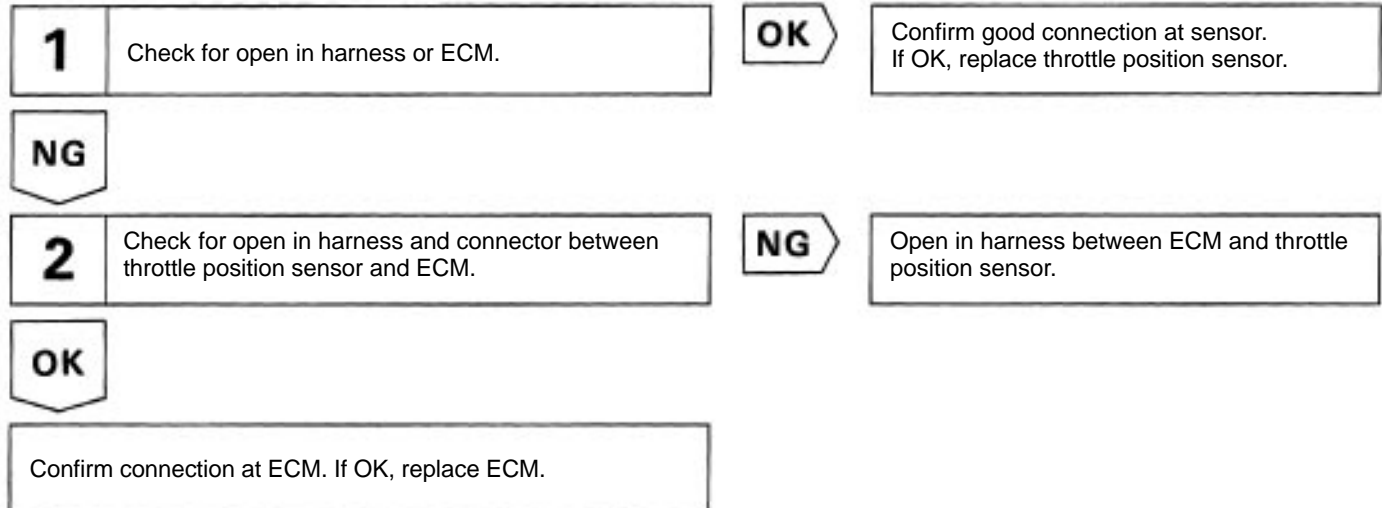 1
Check for open in harness or ECM.
OK
Confirm good connection at sensor.
If OK, replace throttle position sensor.
NG
2
Check for open in harness and connector between
throttle position sensor and ECM.
NG
Open in harness between ECM and throttle
position sensor.
OK
Confirm connection at ECM. If OK, replace ECM.